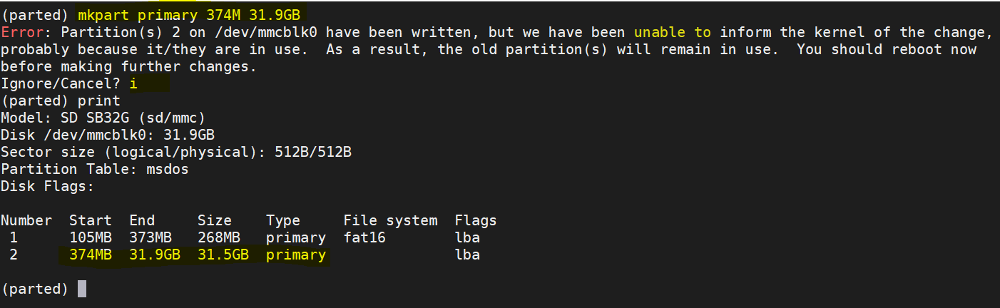 (parted) mkpart primary 374M 31.9GB
Error: Partition(s) 2 on /dev/mmcblk0 have been written, but we have been unable to inform the kernel of the change,
probably because it/they are in use.  As a result, the old partition(s) will remain in use.  You should reboot now
before making further changes.
Ignore/Cancel? i
(parted) print
Model: SD SB32G (sd/mmc)
Disk /dev/mmcblk0: 31.9GB
Sector size (logical/physical): 512B/512B
Partition Table: msdos
Disk Flags:
Number  Start  End     Size    Type     File system  Flags
 1      105MB  373MB   268MB   primary  fat16        lba
 2      374MB  31.9GB  31.5GB  primary               lba
(parted)